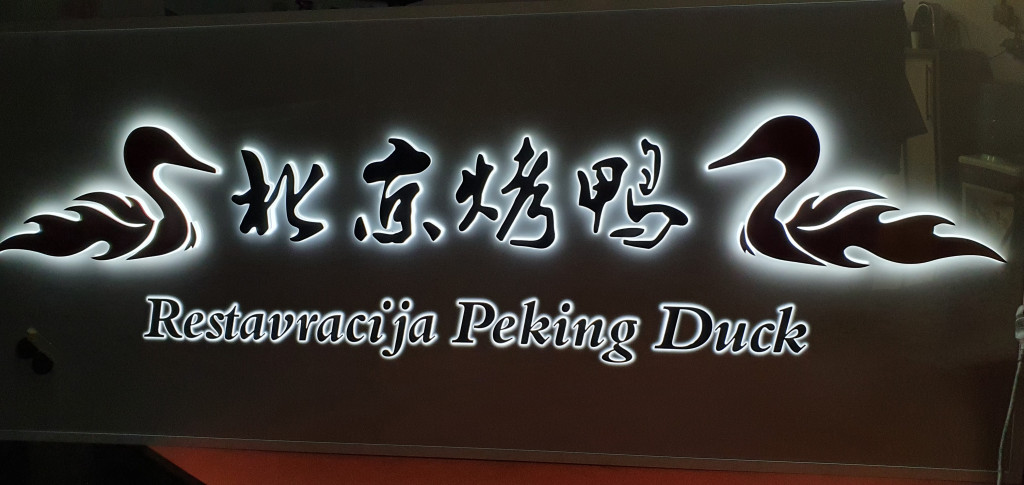 北京烤鸭
Restavracija Peking Duck